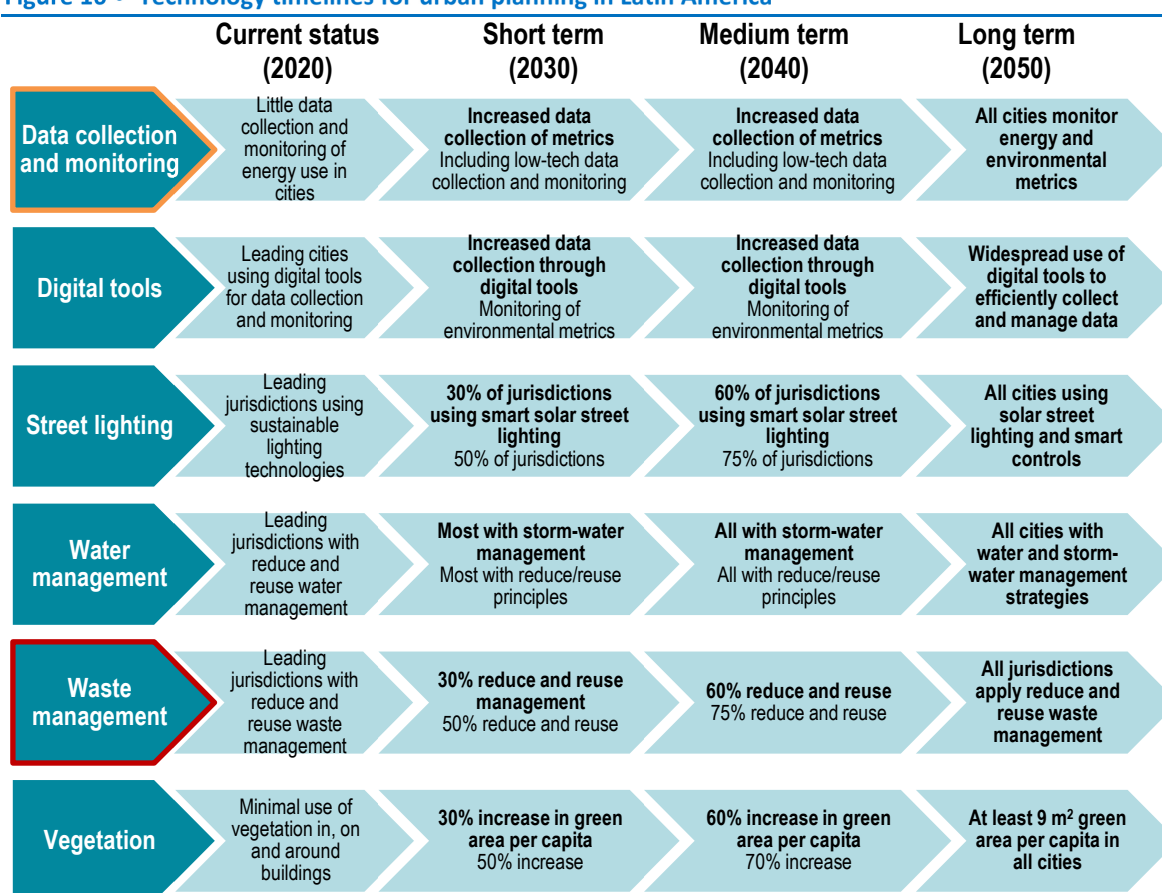 Figure 10 • Technology timelines for urban planning in Latin America
Current status
(2020)
Short term
(2030)
Medium term
(2040)
Long term
(2050)
Data collection
and monitoring
Little data
collection and
monitoring of
energy use in
cities
Increased data
collection of metrics
Including low-tech data
collection and monitoring
Increased data
collection of metrics
Including low-tech data
collection and monitoring
All cities monitor
energy and
environmental
metrics
Digital tools
Leading cities
using digital tools
for data collection
and monitoring
Increased data
collection through
digital tools
Monitoring of
environmental metrics
Increased data
collection through
digital tools
Monitoring of
environmental metrics
Widespread use of
digital tools to
efficiently collect
and manage data
Street lighting
Leading
jurisdictions using
sustainable
lighting
technologies
30% of jurisdictions
using smart solar street
lighting
50% of jurisdictions
60% of jurisdictions
using smart solar street
lighting
75% of jurisdictions
All cities using
solar street
lighting and smart
controls
Water
management
Leading
jurisdictions with
reduce and
reuse water
management
Most with storm-water
management
Most with reduce/reuse
principles
All with storm-water
management
All with reduce/reuse
principles
All cities with
water and storm-
water management
strategies
Waste
management
Leading
jurisdictions with
reduce and
reuse waste
management
30% reduce and reuse
management
50% reduce and reuse
60% reduce and reuse
75% reduce and reuse
All jurisdictions
apply reduce and
reuse waste
management
Vegetation
Minimal use of
vegetation in, on
and around
buildings
30% increase in green
area per capita
50% increase
60% increase in green
area per capita
70% increase
At least 9 m² green
area per capita in
all cities